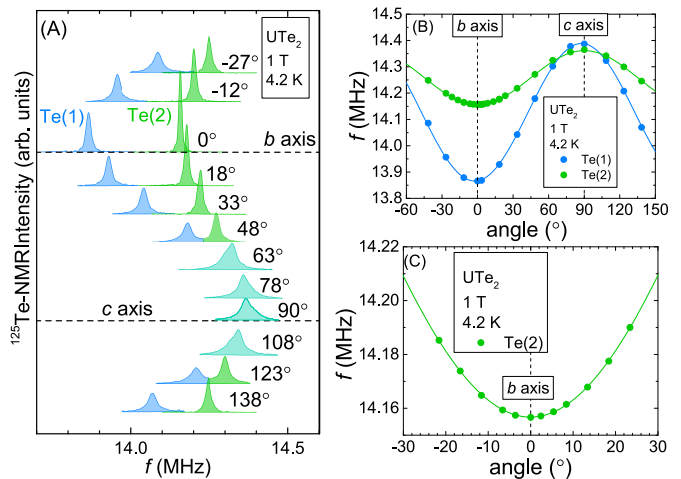 (A)
UTe2
1 T
4.2 K
-27°
-12°
Te(1)
Te(2)
0°
b axis
18°
33°
48°
63°
78°
c axis
90°
108°
123°
138°
125Te-NMR Intensity (arb. units)
14.0
14.5
f (MHz)
(B)
b axis
c axis
14.5
14.4
14.3
14.2
14.1
14.0
13.9
13.8
f (MHz)
UTe2
1 T
4.2 K
Te(1)
Te(2)
-60
-30
0
30
60
90
120
150
angle (°)
(C)
14.22
14.20
14.18
14.16
f (MHz)
UTe2
1 T
4.2 K
Te(2)
b axis
-30
-20
-10
0
10
20
30
angle (°)